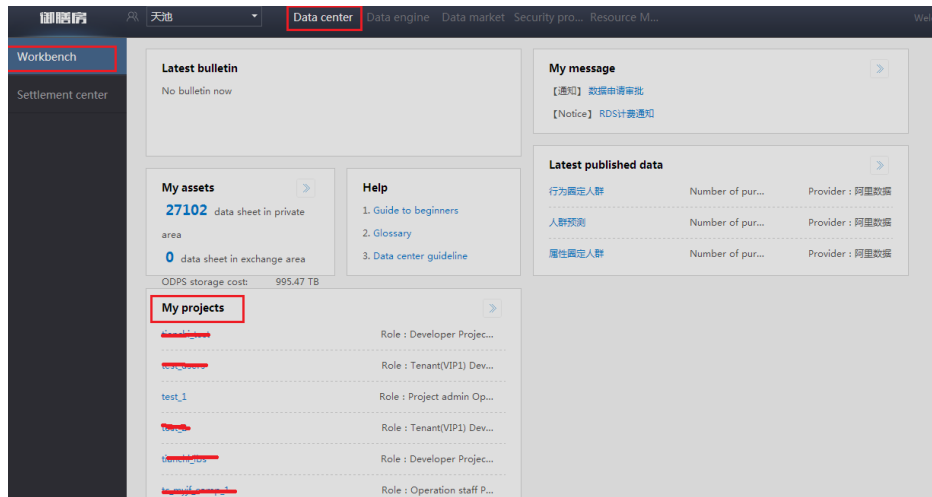 御膳房
天池
Data center
Data engine
Data market
Security pro...
Resource M...
Workbench
Settlement center
Latest bulletin
No bulletin now
My message
【通知】 数据申请审批
【Notice】 RDS计费通知
My assets
27102 data sheet in private
area
0 data sheet in exchange area
ODPS storage cost: 995.47 TB
Help
1. Guide to beginners
2. Glossary
3. Data center guideline
Latest published data
行为圈定人群 Number of pur... Provider : 阿里数据
人群预测 Number of pur... Provider : 阿里数据
属性圈定人群 Number of pur... Provider : 阿里数据
My projects
Role : Developer Projec...
Role : Tenant(VIP1) Dev...
test_1 Role : Project admin Op...
Role : Tenant(VIP1) Dev...
Role : Developer Projec...
Role : Operation staff P...